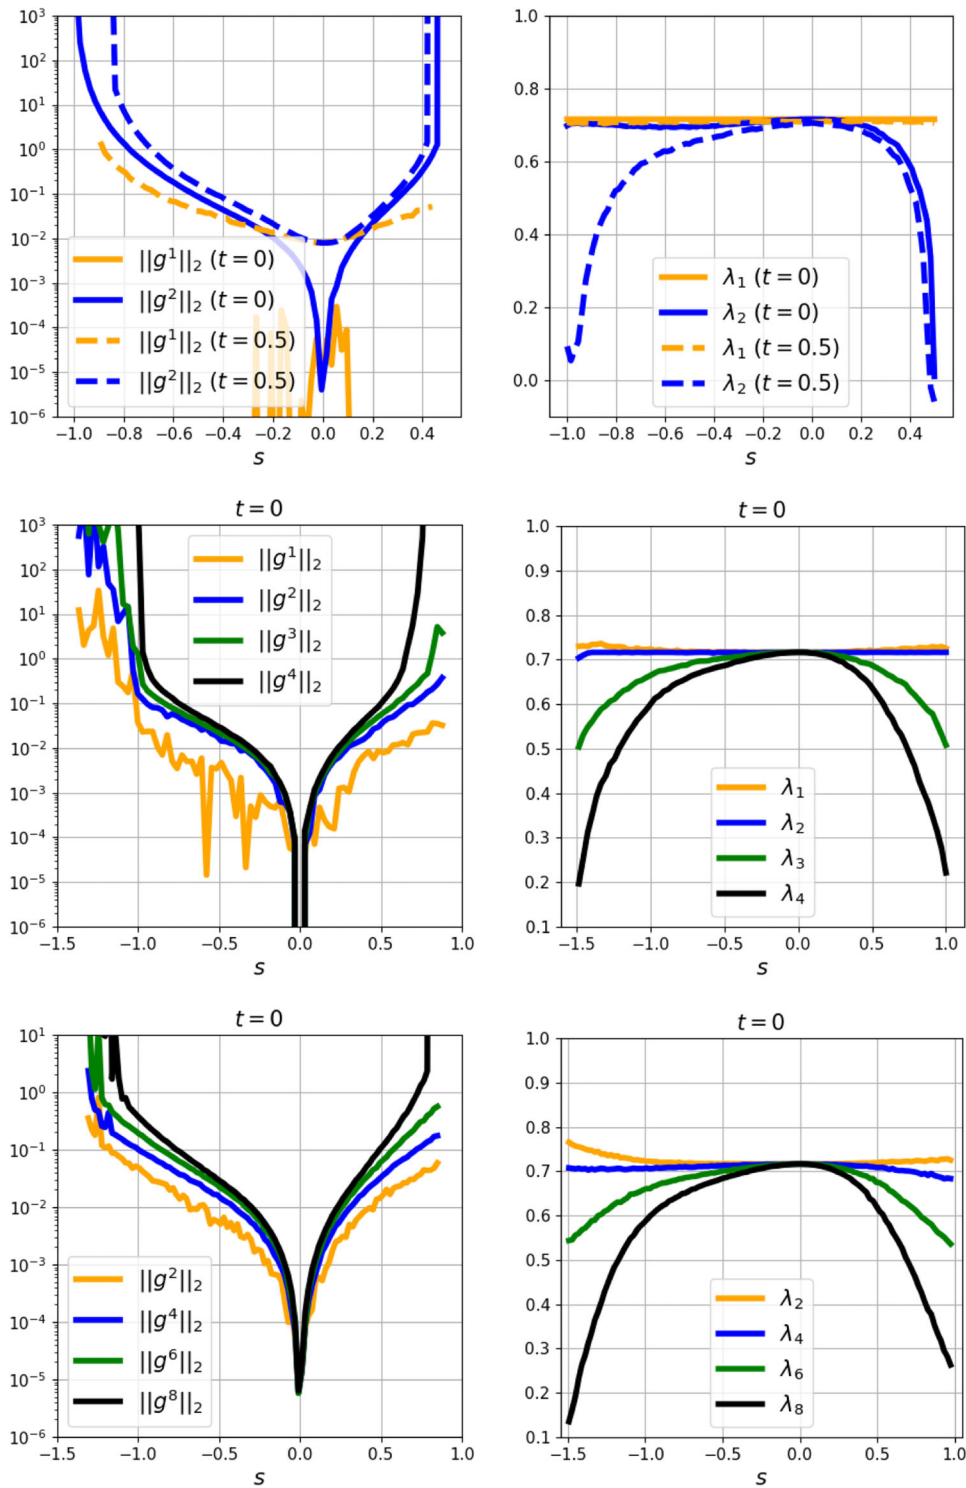 10³
10²
10¹
10⁰
10⁻¹
10⁻²
10⁻³
10⁻⁴
10⁻⁵
10⁻⁶
||g¹||₂ (t = 0)
||g²||₂ (t = 0)
||g¹||₂ (t = 0.5)
||g²||₂ (t = 0.5)
−1.0 −0.8 −0.6 −0.4 −0.2 0.0 0.2 0.4
s
1.0
0.8
0.6
0.4
0.2
0.0
λ₁ (t = 0)
λ₂ (t = 0)
λ₁ (t = 0.5)
λ₂ (t = 0.5)
−1.0 −0.8 −0.6 −0.4 −0.2 0.0 0.2 0.4
s
t = 0
10³
10²
10¹
10⁰
10⁻¹
10⁻²
10⁻³
10⁻⁴
10⁻⁵
10⁻⁶
||g¹||₂
||g²||₂
||g³||₂
||g⁴||₂
−1.5 −1.0 −0.5 0.0 0.5 1.0
s
t = 0
1.0
0.9
0.8
0.7
0.6
0.5
0.4
0.3
0.2
0.1
λ₁
λ₂
λ₃
λ₄
−1.5 −1.0 −0.5 0.0 0.5 1.0
s
t = 0
10¹
10⁰
10⁻¹
10⁻²
10⁻³
10⁻⁴
10⁻⁵
10⁻⁶
||g²||₂
||g⁴||₂
||g⁶||₂
||g⁸||₂
−1.5 −1.0 −0.5 0.0 0.5 1.0
s
t = 0
1.0
0.9
0.8
0.7
0.6
0.5
0.4
0.3
0.2
0.1
λ₂
λ₄
λ₆
λ₈
−1.5 −1.0 −0.5 0.0 0.5 1.0
s